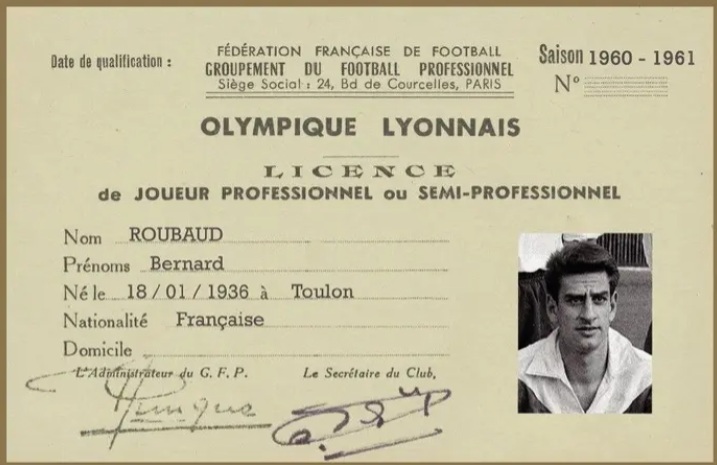 FÉDÉRATION FRANÇAISE DE FOOTBALL
Date de qualification :
GROUPEMENT DU FOOTBALL PROFESSIONNEL
Siège Social : 24, Bd de Courcelles, PARIS
Saison 1960 - 1961
N°
OLYMPIQUE LYONNAIS
LICENCE
de JOUEUR PROFESSIONNEL ou SEMI-PROFESSIONNEL
Nom ROUBAUD
Prénoms Bernard
Né le 18/01/1936 à Toulon
Nationalité Française
Domicile
L'Administrateur du G. F. P. Le Secrétaire du Club,